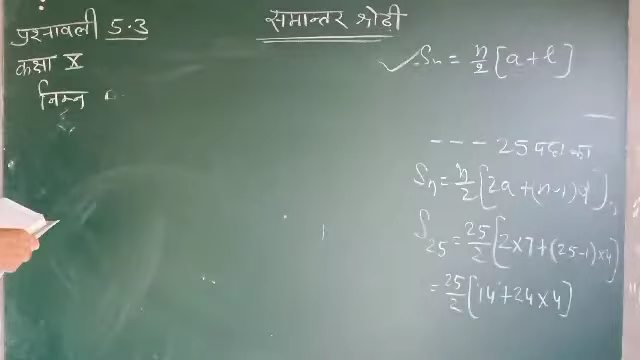 समान्तर श्रेढ़ी
प्रश्नावली 5.3
कक्षा X
निम्न
✓ Sn = n/2 [a + l]
--- 25 पदों का
Sn = n/2 [2a + (n-1)d]
S25 = 25/2 [2×7 + (25-1)×4]
= 25/2 [14 + 24×4]